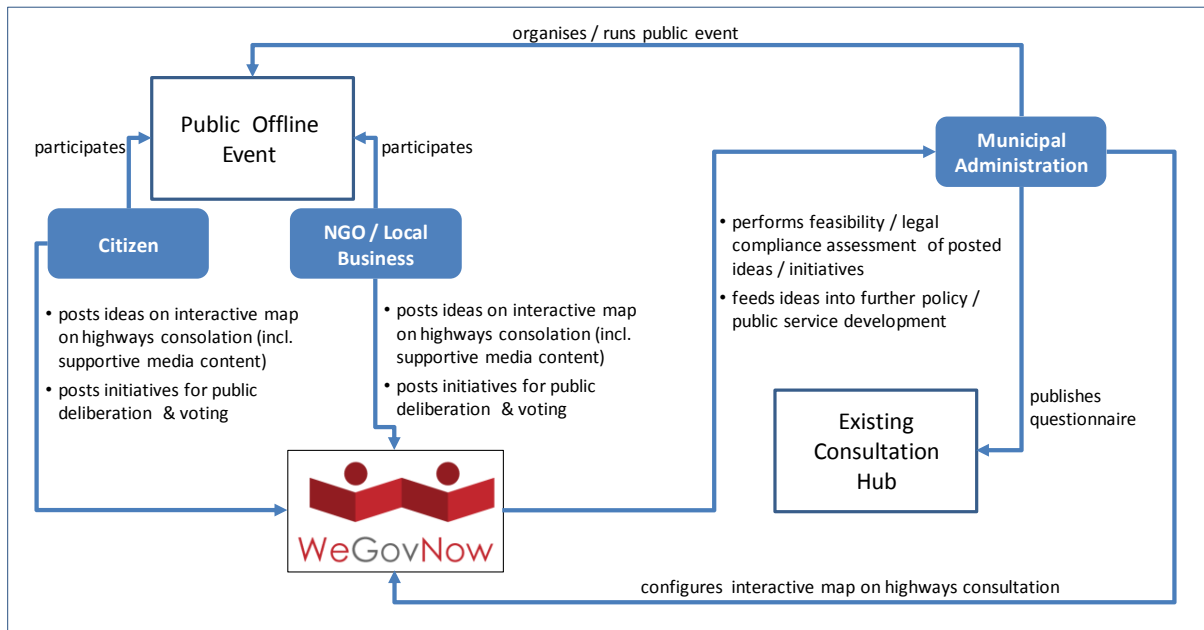 organises / runs public event
Public Offline
Event
participates
participates
Municipal
Administration
Citizen
NGO / Local
Business
• performs feasibility / legal
compliance assessment of posted
ideas / initiatives
• feeds ideas into further policy /
public service development
• posts ideas on interactive map
on highways consolation (incl.
supportive media content)
• posts initiatives for public
deliberation & voting
• posts ideas on interactive map
on highways consolation (incl.
supportive media content)
• posts initiatives for public
deliberation & voting
publishes
questionnaire
Existing
Consultation
Hub
WeGovNow
configures interactive map on highways consultation